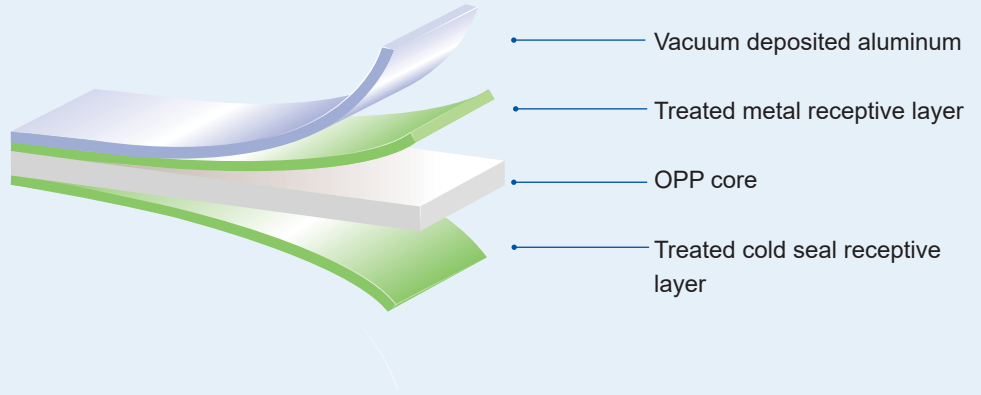 Vacuum deposited aluminum
Treated metal receptive layer
OPP core
Treated cold seal receptive
layer